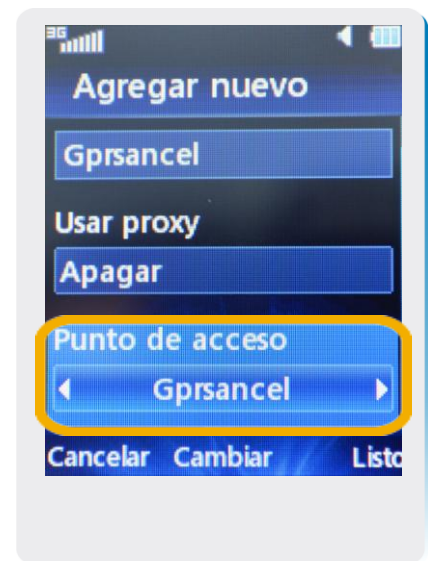 3G
Agregar nuevo
Gprsancel
Usar proxy
Apagar
Punto de acceso
Gprsancel
Cancelar Cambiar Listo